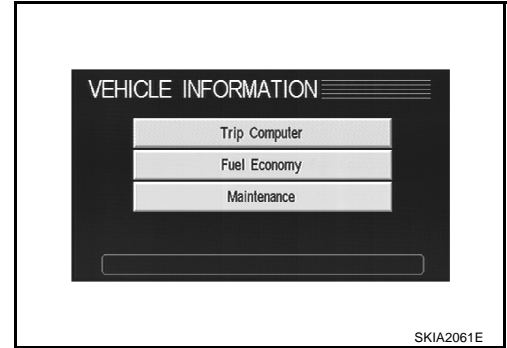 VEHICLE INFORMATION
Trip Computer
Fuel Economy
Maintenance
SKIA2061E